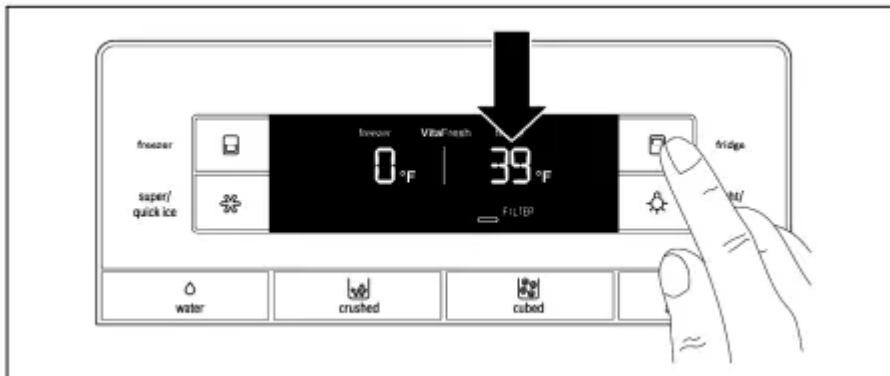 freezer VitaFresh
freezer
0 °F
39 °F
fridge
super/
quick ice
FILTER
water
crushed
cubed